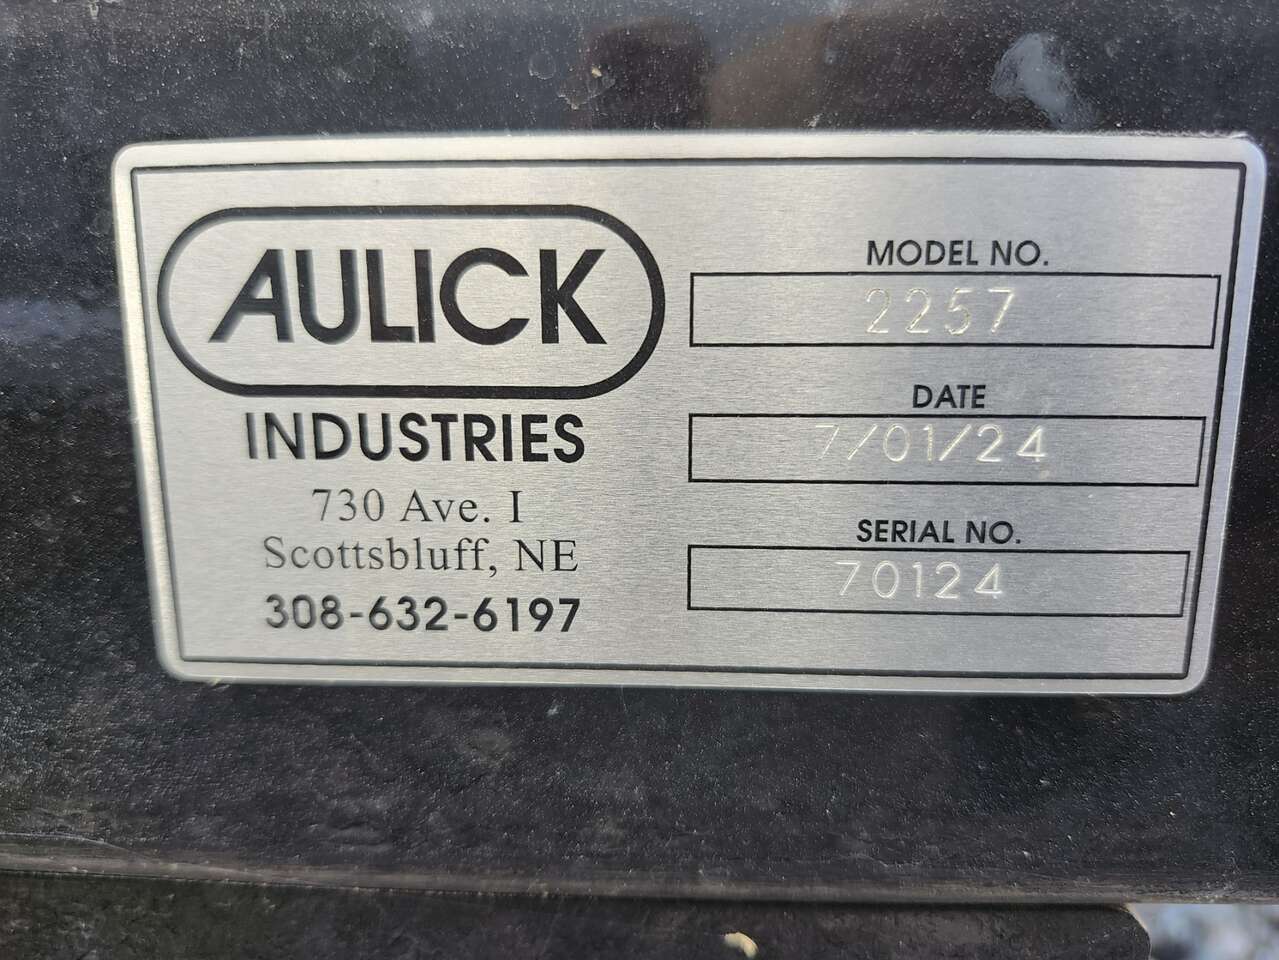 AULICK
INDUSTRIES
730 Ave. I
Scottsbluff, NE
308-632-6197
MODEL NO.
2257
DATE
7/01/24
SERIAL NO.
70124